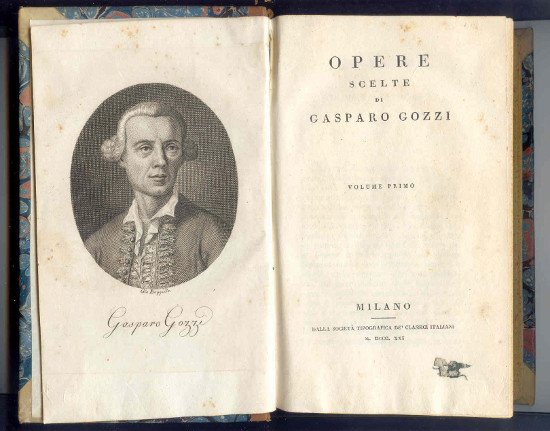 Gasparo Gozzi
OPERE
SCELTE
DI
GASPARO GOZZI
VOLUME PRIMO
MILANO
DALLA SOCIETÀ TIPOGRAFICA DE' CLASSICI ITALIANI
M. DCCC. XXI